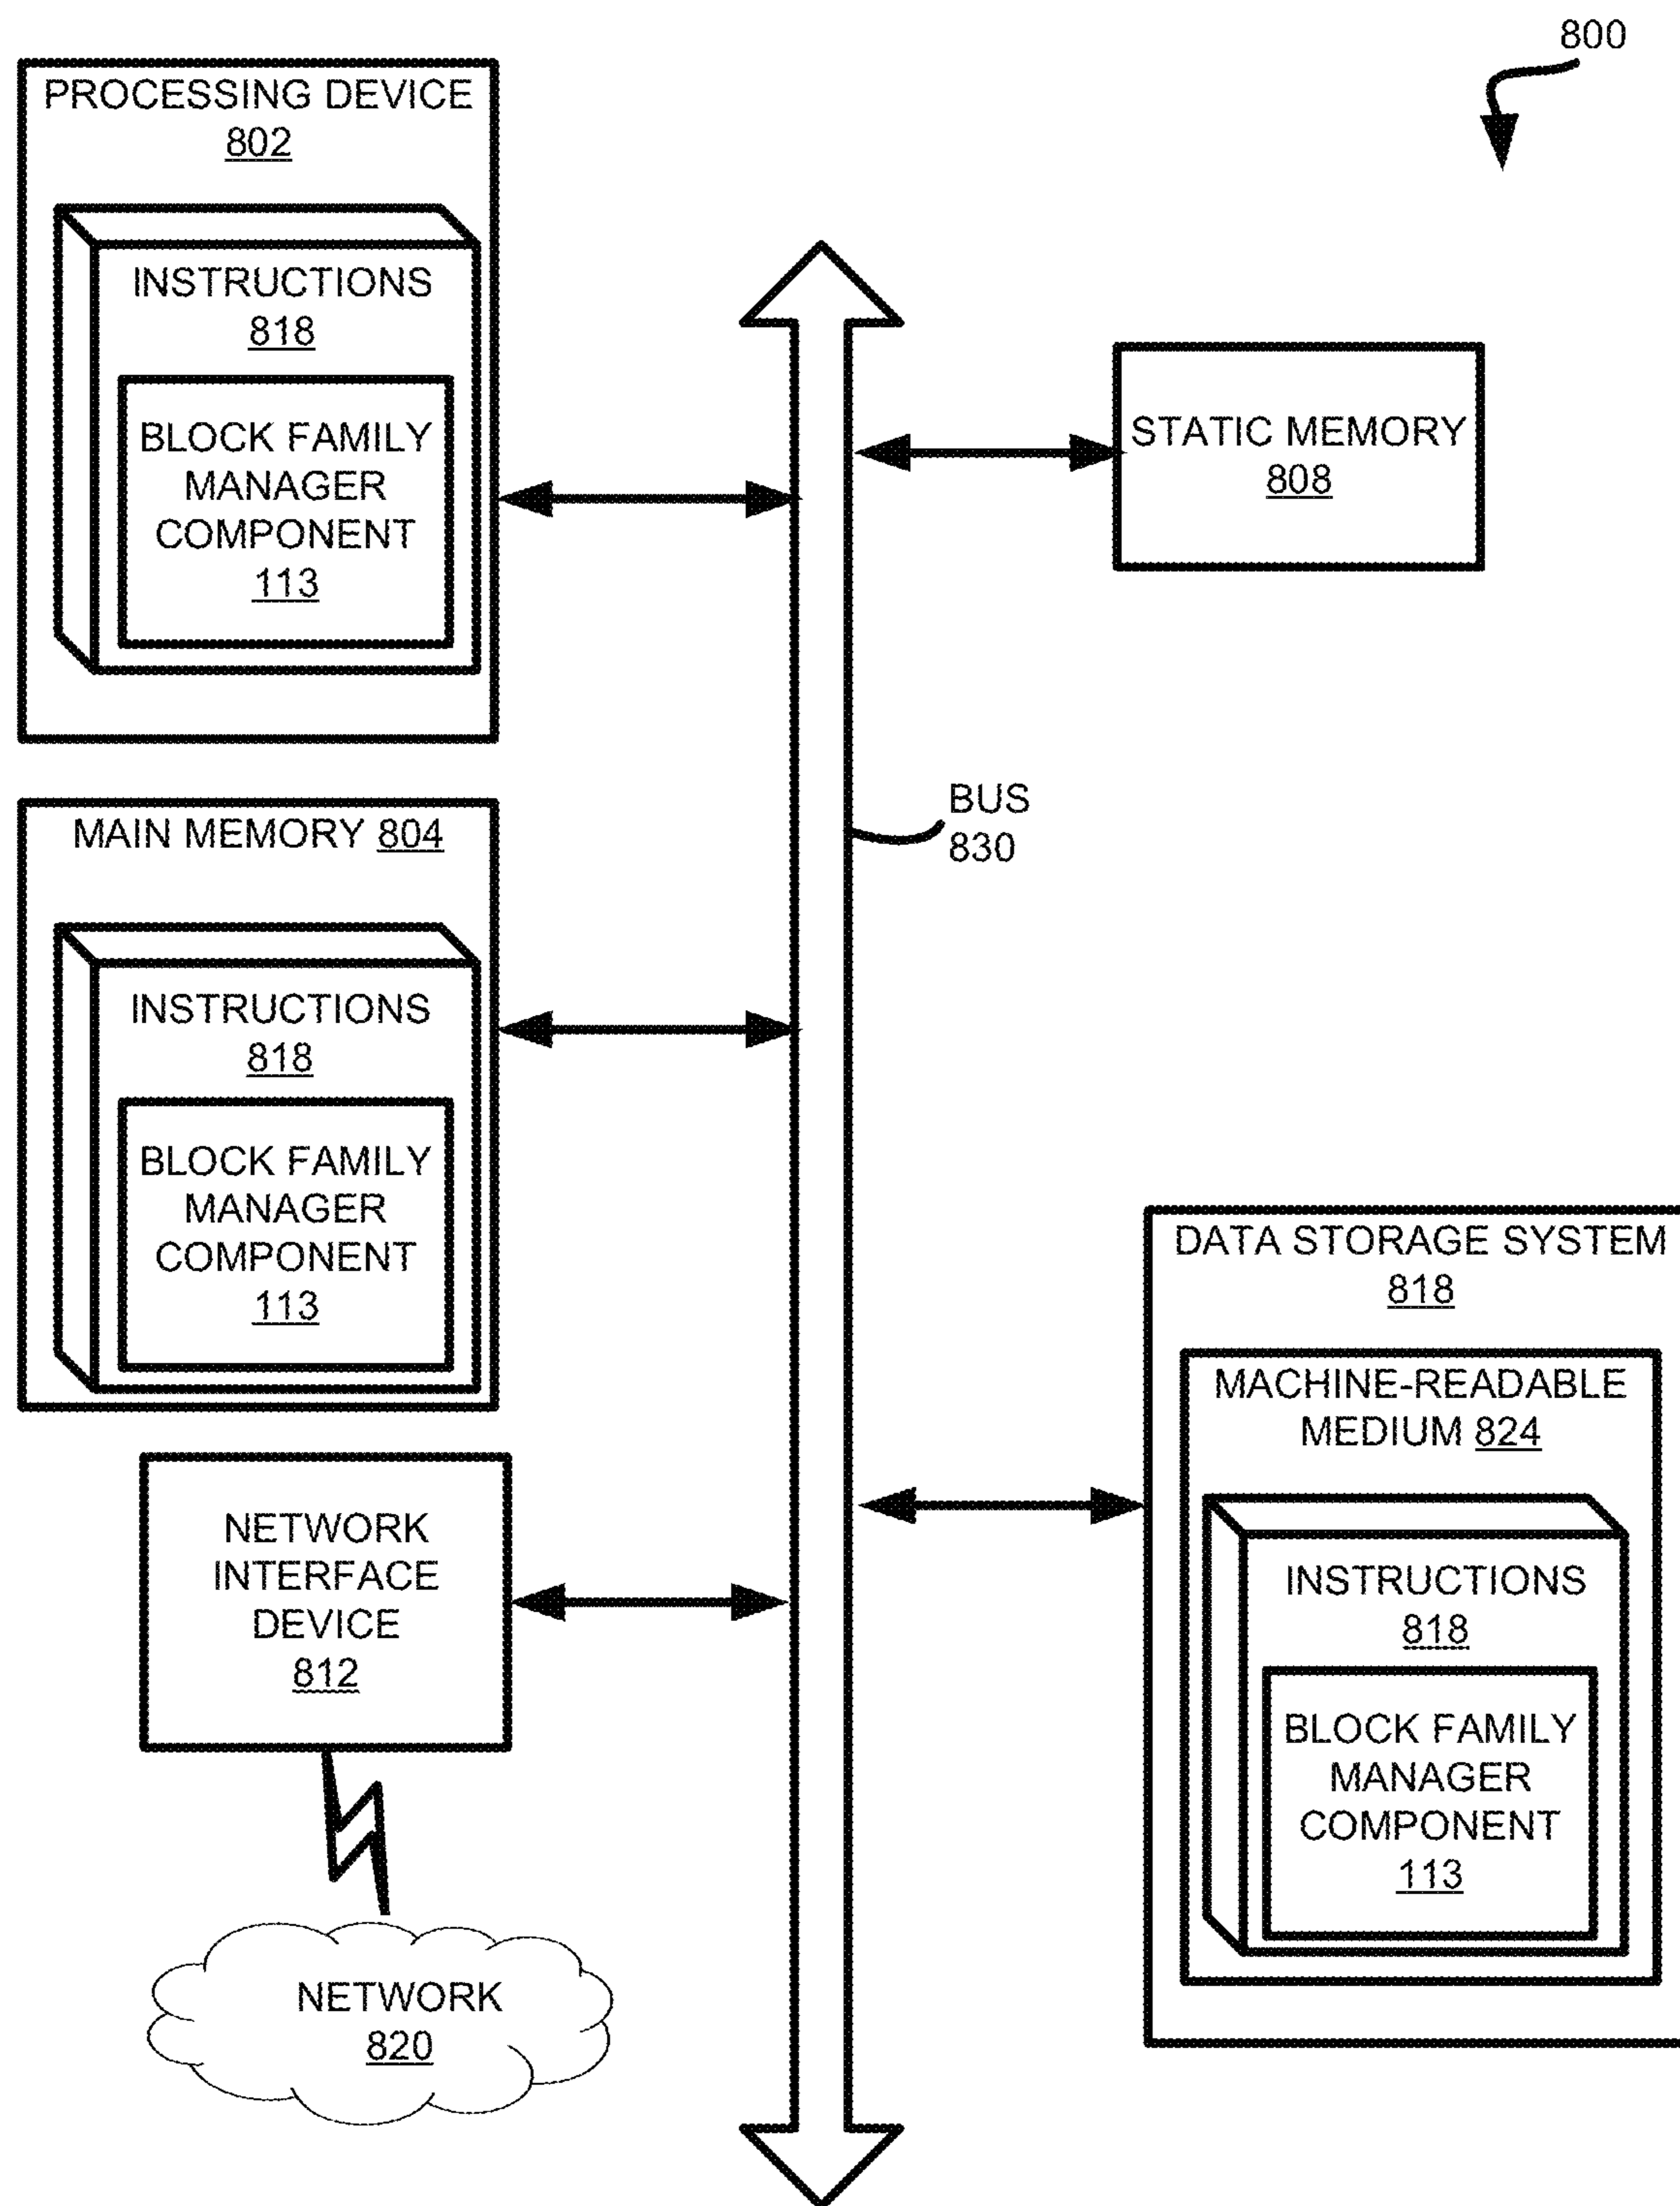 800
PROCESSING DEVICE
802
INSTRUCTIONS
818
BLOCK FAMILY
MANAGER
COMPONENT
113
STATIC MEMORY
808
BUS
830
MAIN MEMORY 804
INSTRUCTIONS
818
BLOCK FAMILY
MANAGER
COMPONENT
113
DATA STORAGE SYSTEM
818
MACHINE-READABLE
MEDIUM 824
INSTRUCTIONS
818
BLOCK FAMILY
MANAGER
COMPONENT
113
NETWORK
INTERFACE
DEVICE
812
NETWORK
820